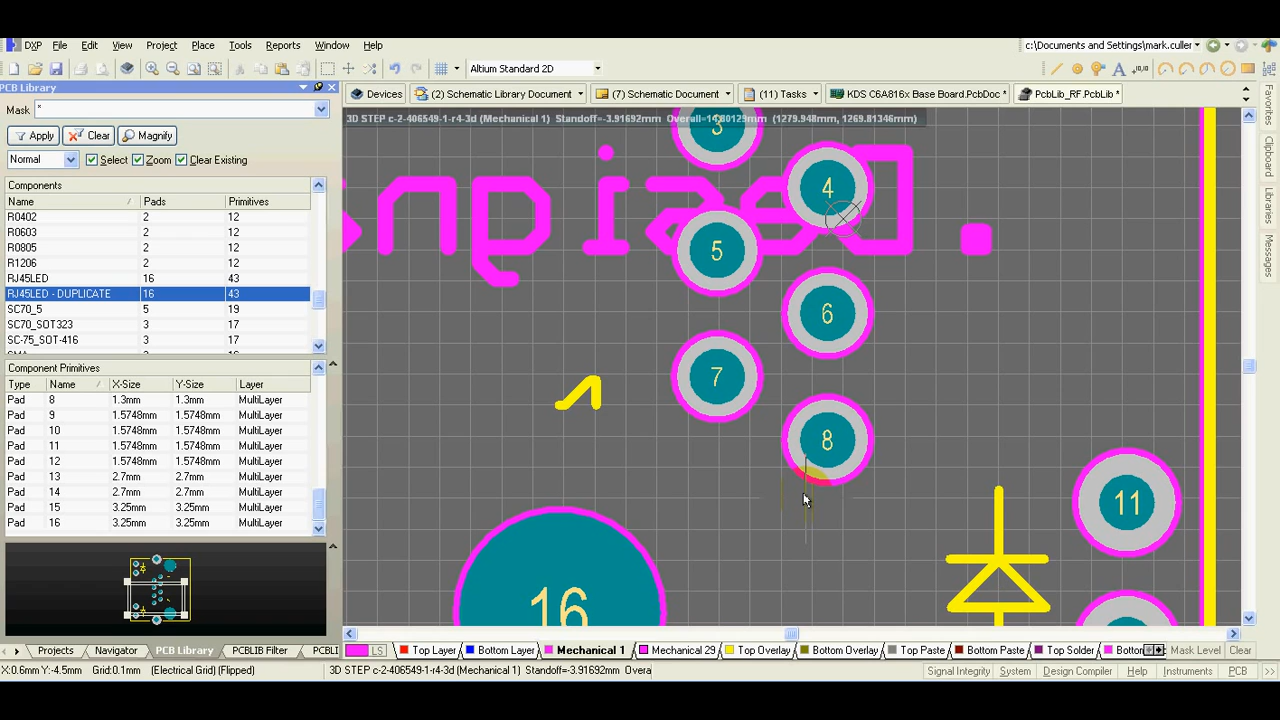 DXP File Edit View Project Place Tools Reports Window Help
c:\Documents and Settings\mark.culler
Altium Standard 2D
PCB Library
Devices (2) Schematic Library Document (7) Schematic Document (11) Tasks KDS C6A816x Base Board.PcbDoc * PcbLib_RF.PcbLib *
Mask *
Apply Clear Magnify
Normal Select Zoom Clear Existing
Components
Name Pads Primitives
R0402 2 12
R0603 2 12
R0805 2 12
R1206 2 12
RJ45LED 16 43
RJ45LED - DUPLICATE 16 43
SC70_5 5 19
SC70_SOT323 3 17
SC-75_SOT-416 3 17
Component Primitives
Type Name X-Size Y-Size Layer
Pad 8 1.3mm 1.3mm MultiLayer
Pad 9 1.5748mm 1.5748mm MultiLayer
Pad 10 1.5748mm 1.5748mm MultiLayer
Pad 11 1.5748mm 1.5748mm MultiLayer
Pad 12 1.5748mm 1.5748mm MultiLayer
Pad 13 2.7mm 2.7mm MultiLayer
Pad 14 2.7mm 2.7mm MultiLayer
Pad 15 3.25mm 3.25mm MultiLayer
Pad 16 3.25mm 3.25mm MultiLayer
3D STEP c-2-406549-1-r4-3d (Mechanical 1) Standoff=-3.91692mm Overall=14.80129mm (1279.948mm, 1269.81346mm)
3
4
5
6
7
8
11
16
Favorites
Clipboard
Libraries
Messages
Projects Navigator PCB Library PCBLIB Filter PCBLI
LS Top Layer Bottom Layer Mechanical 1 Mechanical 29 Top Overlay Bottom Overlay Top Paste Bottom Paste Top Solder Bottom Mask Level Clear
X:0.6mm Y:-4.5mm Grid:0.1mm (Electrical Grid) (Flipped) 3D STEP c-2-406549-1-r4-3d (Mechanical 1) Standoff=-3.91692mm Overa Signal Integrity System Design Compiler Help Instruments PCB >>